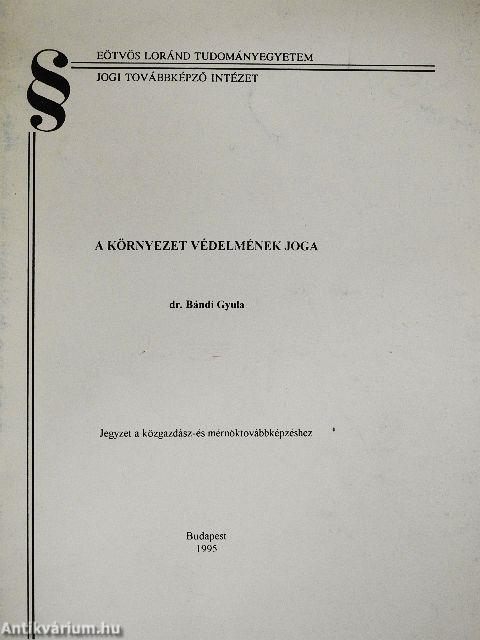 §
EÖTVÖS LORÁND TUDOMÁNYEGYETEM
JOGI TOVÁBBKÉPZŐ INTÉZET
A KÖRNYEZET VÉDELMÉNEK JOGA
dr. Bándi Gyula
Jegyzet a közgazdász-és mérnöktovábbképzéshez
Budapest
1995
Antikvárium.hu